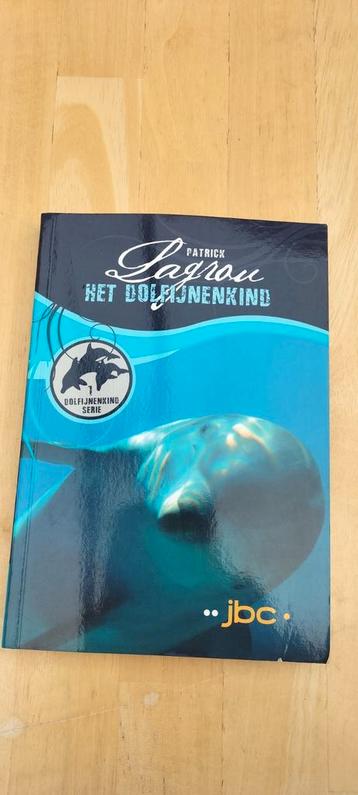 PATRICK
Lagrou
HET DOLFIJNENKIND
1
DOLFIJNENKIND
SERIE
jbc